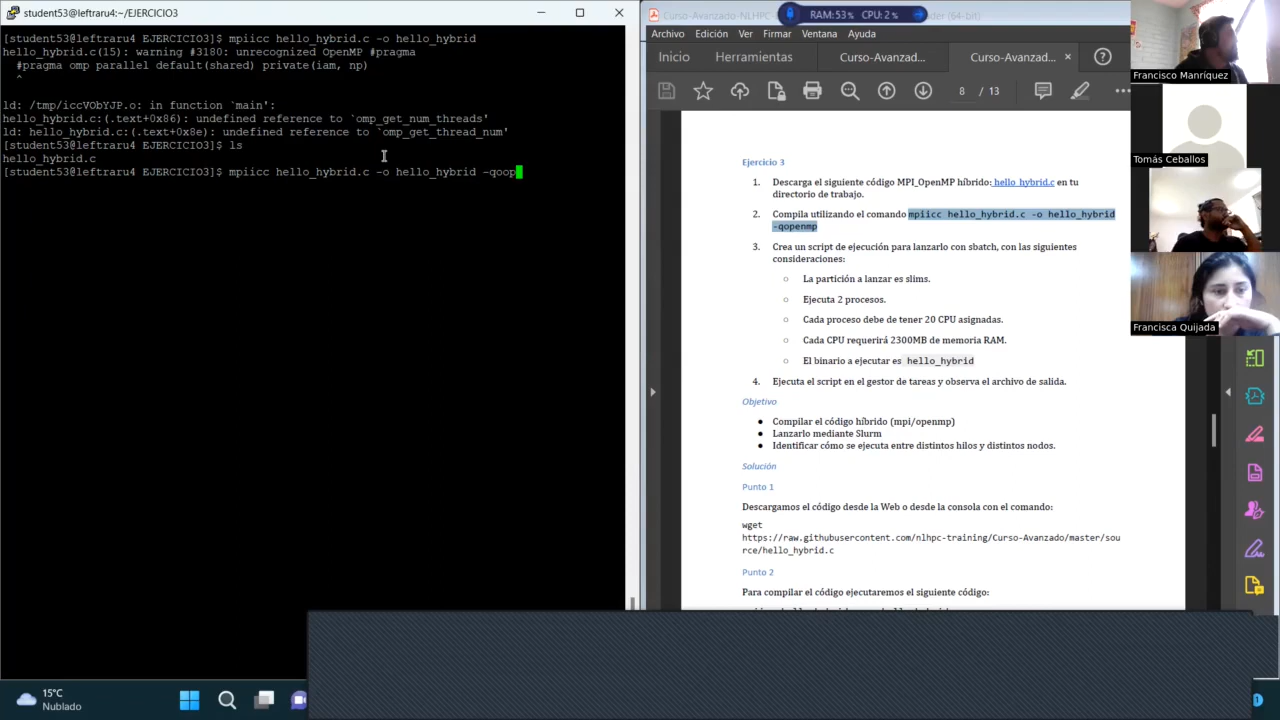 student53@leftraru4:~/EJERCICIO3
[student53@leftraru4 EJERCICIO3]$ mpiicc hello_hybrid.c -o hello_hybrid
hello_hybrid.c(15): warning #3180: unrecognized OpenMP #pragma
#pragma omp parallel default(shared) private(iam, np)
^
ld: /tmp/iccVObYJP.o: in function `main':
hello_hybrid.c:(.text+0x86): undefined reference to `omp_get_num_threads'
ld: hello_hybrid.c:(.text+0x8e): undefined reference to `omp_get_thread_num'
[student53@leftraru4 EJERCICIO3]$ ls
hello_hybrid.c
[student53@leftraru4 EJERCICIO3]$ mpiicc hello_hybrid.c -o hello_hybrid -qoop
Curso-Avanzado-NLHPC-
RAM:53% CPU:2%
(64-bit)
Archivo Edición Ver Firmar Ventana Ayuda
Inicio Herramientas Curso-Avanzad... Curso-Avanzad... ×
8 / 13
Ejercicio 3
1. Descarga el siguiente código MPI_OpenMP híbrido: hello_hybrid.c en tu
directorio de trabajo.
2. Compila utilizando el comando mpiicc hello_hybrid.c -o hello_hybrid
-qopenmp
3. Crea un script de ejecución para lanzarlo con sbatch, con las siguientes
consideraciones:
○ La partición a lanzar es slims.
○ Ejecuta 2 procesos.
○ Cada proceso debe de tener 20 CPU asignadas.
○ Cada CPU requerirá 2300MB de memoria RAM.
○ El binario a ejecutar es hello_hybrid
4. Ejecuta el script en el gestor de tareas y observa el archivo de salida.
Objetivo
● Compilar el código híbrido (mpi/openmp)
● Lanzarlo mediante Slurm
● Identificar cómo se ejecuta entre distintos hilos y distintos nodos.
Solución
Punto 1
Descargamos el código desde la Web o desde la consola con el comando:
wget
https://raw.githubusercontent.com/nlhpc-training/Curso-Avanzado/master/sou
rce/hello_hybrid.c
Punto 2
Para compilar el código ejecutaremos el siguiente código:
Francisco Manríquez
Tomás Ceballos
Francisca Quijada
15°C
Nublado
1